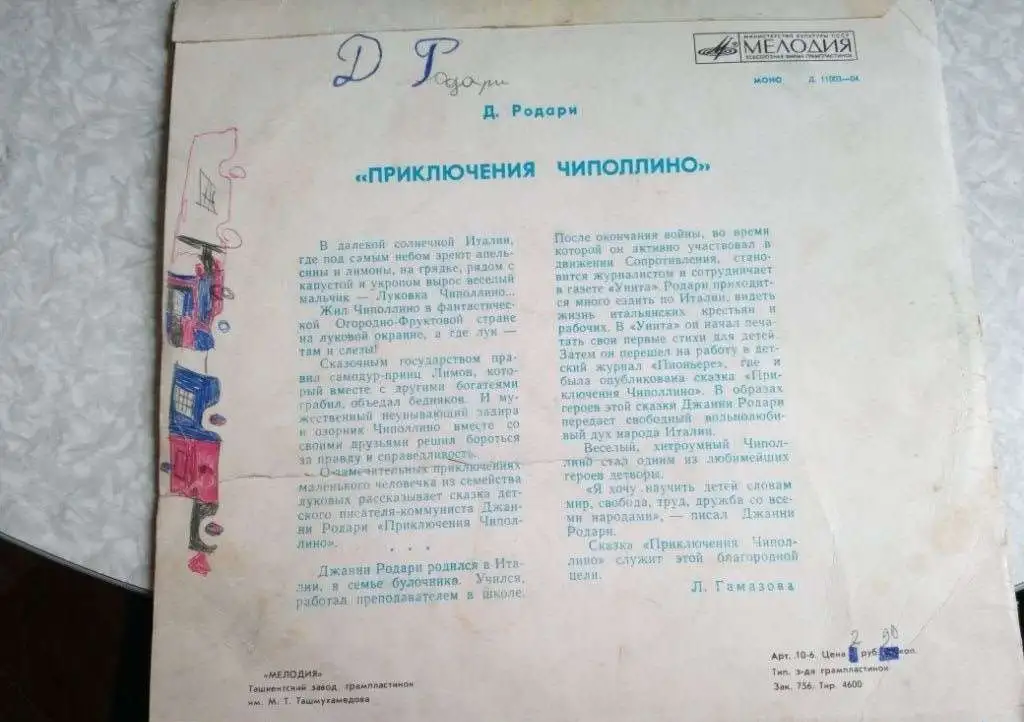 Д Родари
МИНИСТЕРСТВО КУЛЬТУРЫ СССР
МЕЛОДИЯ
ВСЕСОЮЗНАЯ ФИРМА ГРАМПЛАСТИНОК
МОНО Д 11003—04
Д. Родари
«ПРИКЛЮЧЕНИЯ ЧИПОЛЛИНО»
В далекой солнечной Италии,
где под самым небом зреют апель-
сины и лимоны, на грядке, рядом с
капустой и укропом вырос веселый
мальчик — Луковка Чиполлино...
Жил Чиполлино в фантастичес-
кой Огородно-Фруктовой стране
на луковой окраине, а где лук —
там и слезы!
Сказочным государством пра-
вил самодур-принц Лимон, кото-
рый вместе с другими богатеями
грабил, объедал бедняков. И му-
жественный неунывающий задира
и озорник Чиполлино вместе со
своими друзьями решил бороться
за правду и справедливость.
О замечательных приключениях
маленького человечка из семейства
луковых рассказывает сказка дет-
ского писателя-коммуниста Джан-
ни Родари «Приключения Чипол-
лино».
* * *
Джанни Родари родился в Ита-
лии, в семье булочника. Учился,
работал преподавателем в школе.
После окончания войны, во время
которой он активно участвовал в
движении Сопротивления, стано-
вится журналистом и сотрудничает
в газете «Унита». Родари приходит-
ся много ездить по Италии, видеть
жизнь итальянских крестьян и
рабочих. В «Унита» он начал печа-
тать свои первые стихи для детей.
Затем он перешел на работу в дет-
ский журнал «Пионьере», где и
была опубликована сказка «При-
ключения Чиполлино». В образах
героев этой сказки Джанни Родари
передает свободный вольнолюби-
вый дух народа Италии.
Веселый, хитроумный Чипол-
лино стал одним из любимейших
героев детворы.
«Я хочу научить детей словам
мир, свобода, труд, дружба со все-
ми народами», — писал Джанни
Родари.
Сказка «Приключения Чипол-
лино» служит этой благородной
цели.
Л. Гамазова
«МЕЛОДИЯ»
Ташкентский завод грампластинок
им. М. Т. Ташмухамедова
2 90
Арт. 10-6. Цена руб. коп.
Тип. з-да грампластинок
Зак. 756. Тир. 4600